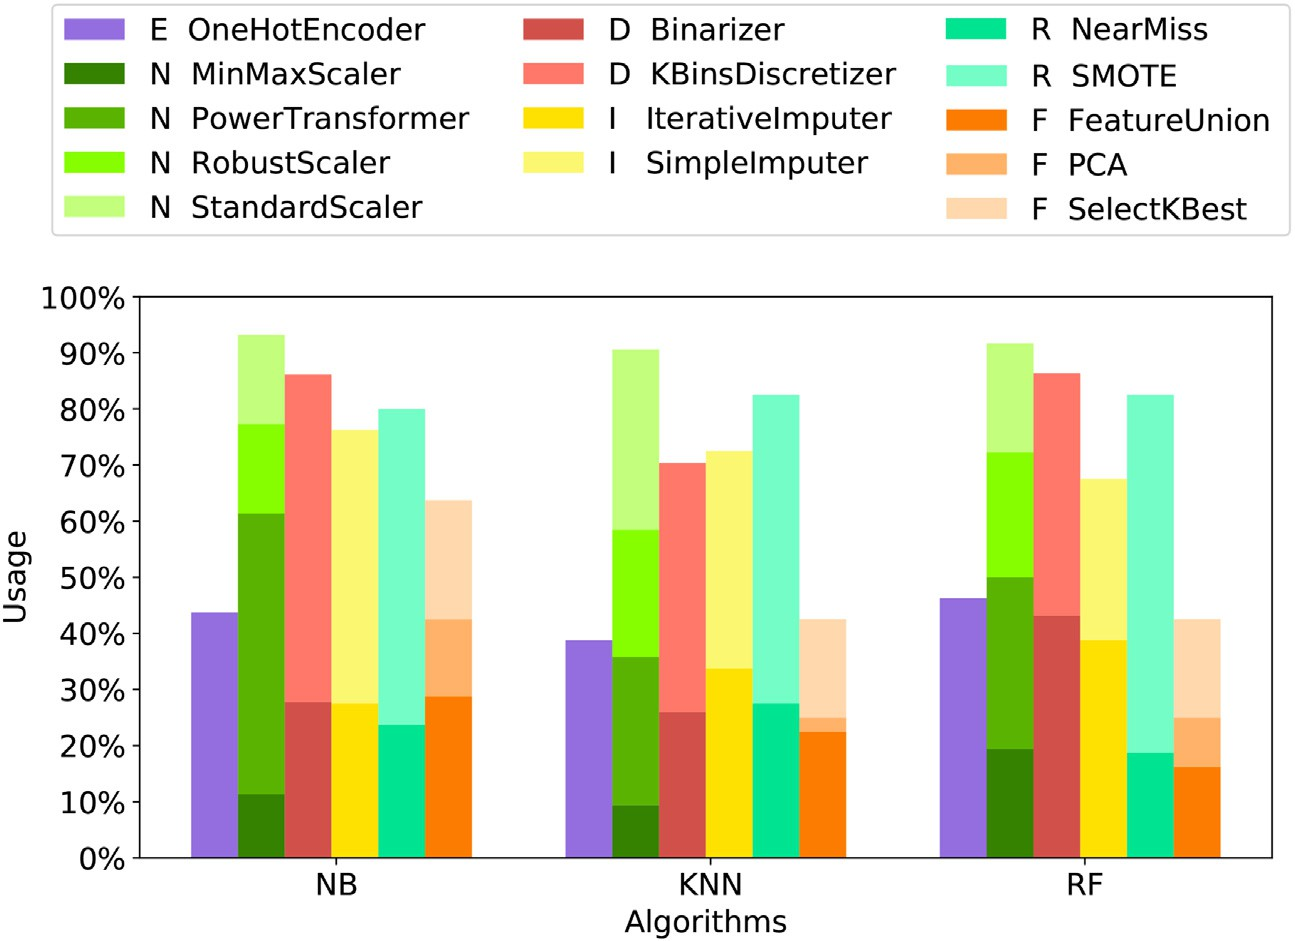 E OneHotEncoder
N MinMaxScaler
N PowerTransformer
N RobustScaler
N StandardScaler
D Binarizer
D KBinsDiscretizer
I IterativeImputer
I SimpleImputer
R NearMiss
R SMOTE
F FeatureUnion
F PCA
F SelectKBest
100%
90%
80%
70%
60%
50%
40%
30%
20%
10%
0%
Usage
NB KNN RF
Algorithms